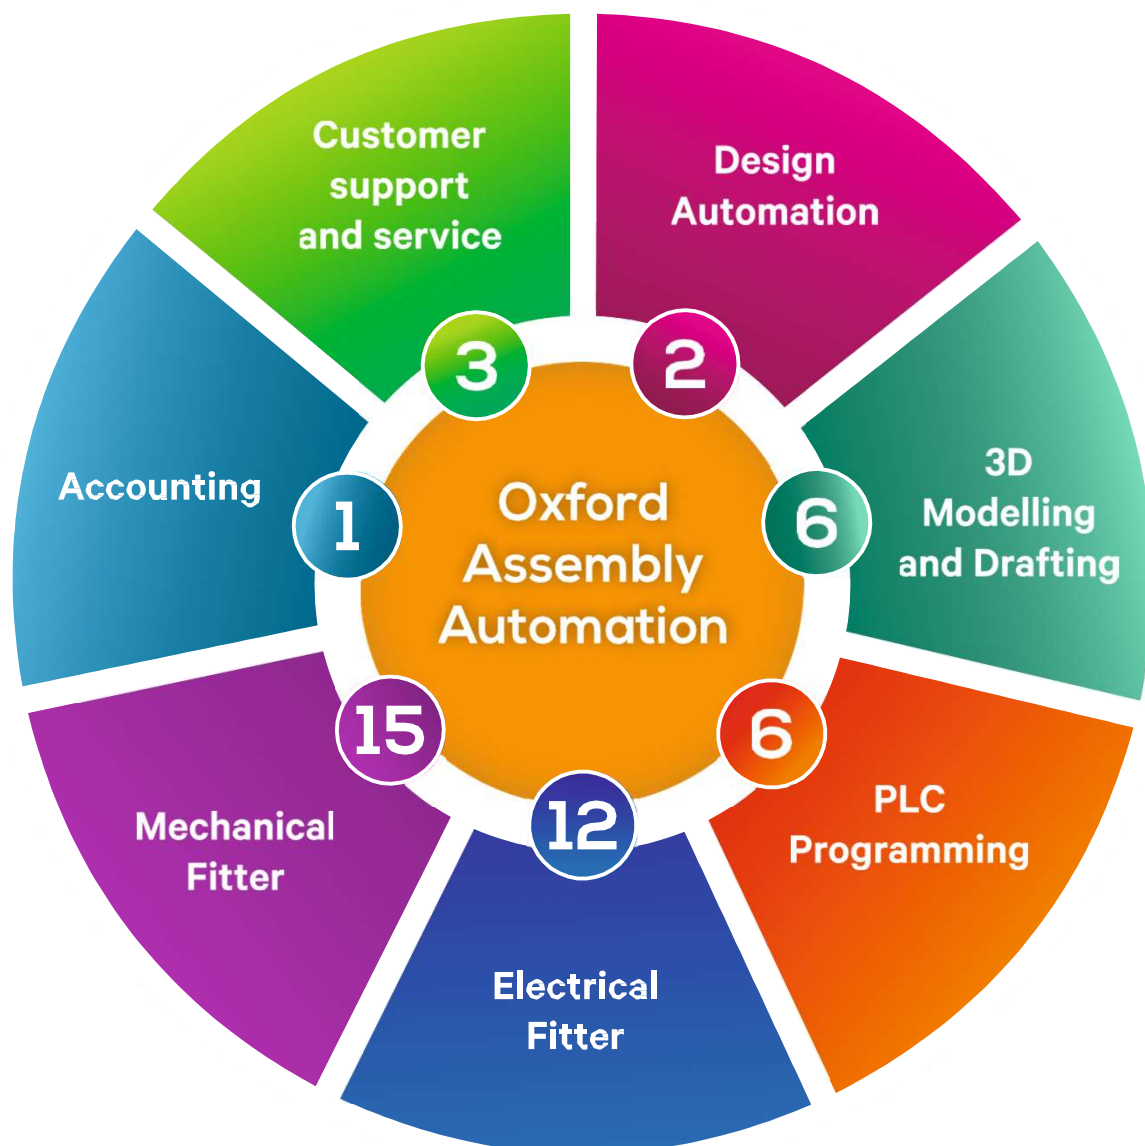 Customer
support
and service
3
Design
Automation
2
3D
Modelling
and Drafting
6
PLC
Programming
6
Electrical
Fitter
12
Mechanical
Fitter
15
Accounting
1
Oxford
Assembly
Automation